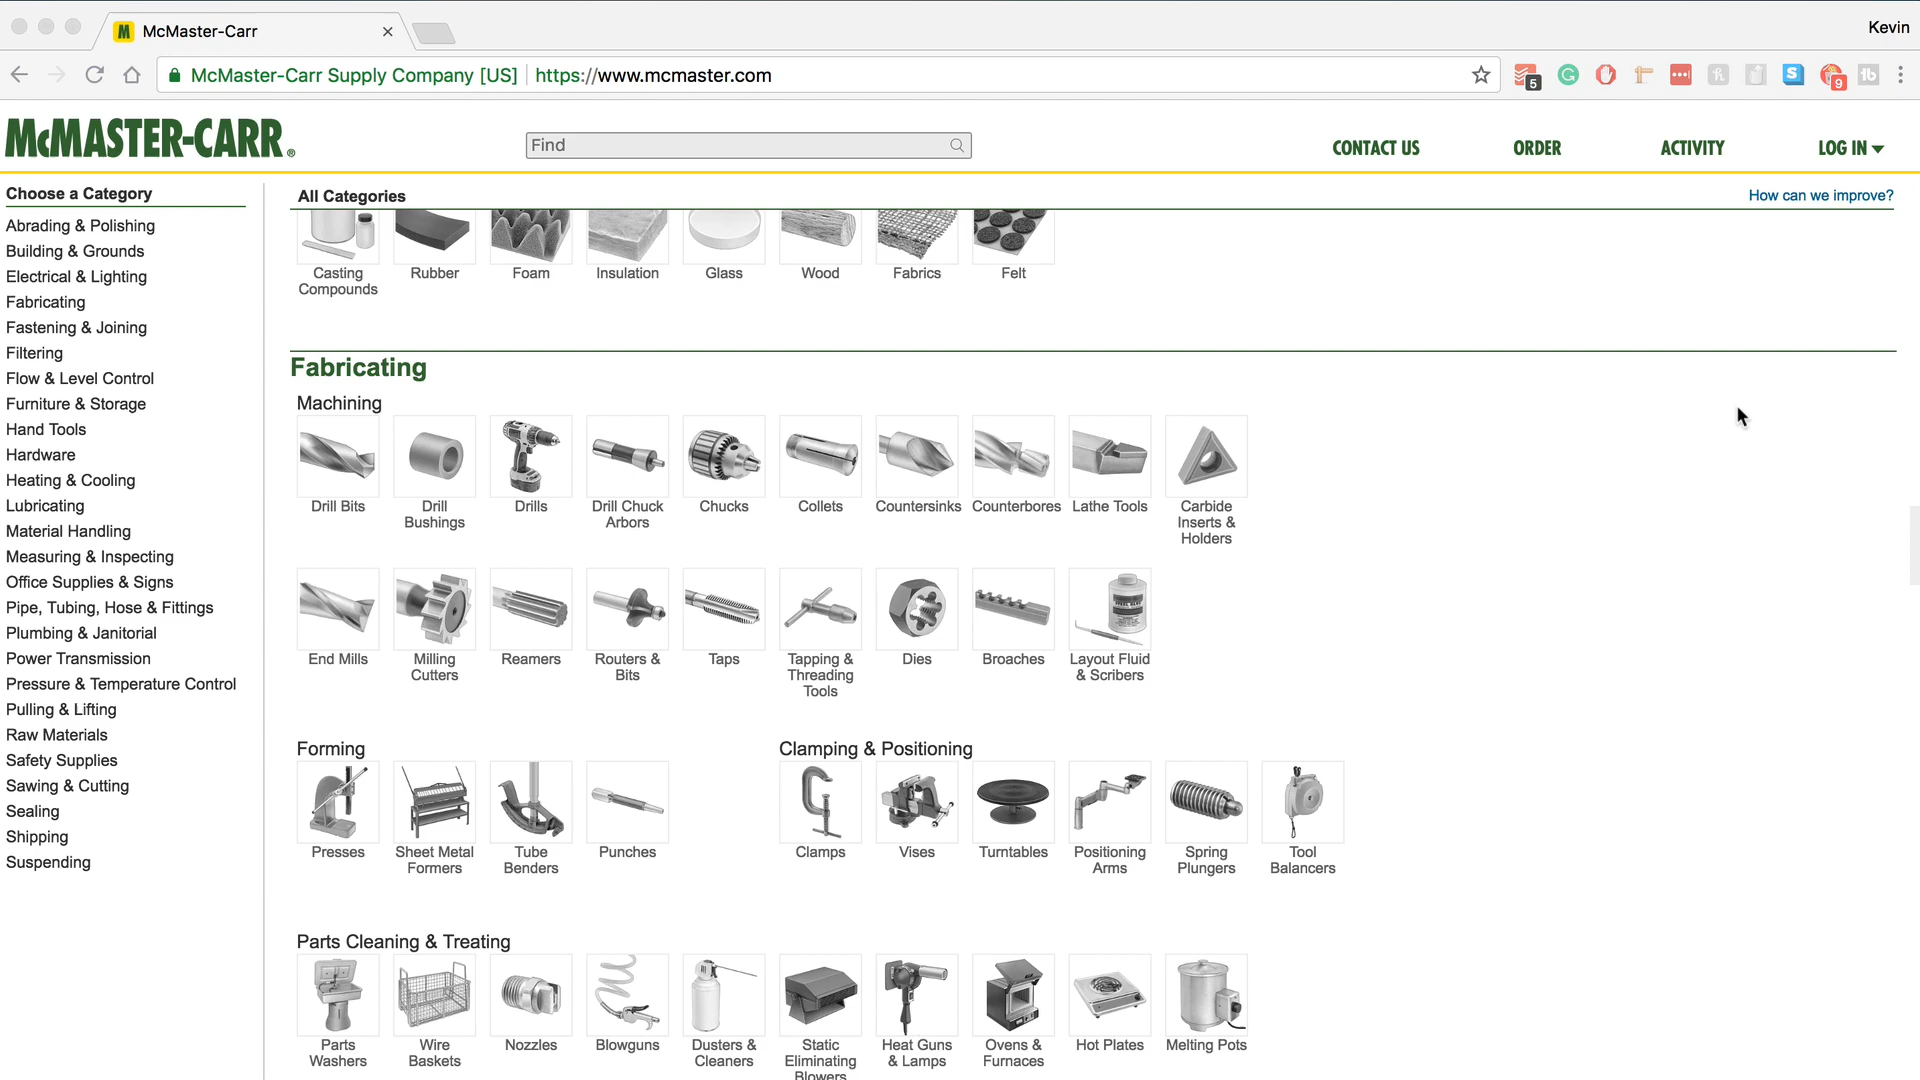 McMaster-Carr
Kevin
McMaster-Carr Supply Company [US]
https://www.mcmaster.com
5
9
McMASTER-CARR®
Find
CONTACT US
ORDER
ACTIVITY
LOG IN
Choose a Category
Abrading & Polishing
Building & Grounds
Electrical & Lighting
Fabricating
Fastening & Joining
Filtering
Flow & Level Control
Furniture & Storage
Hand Tools
Hardware
Heating & Cooling
Lubricating
Material Handling
Measuring & Inspecting
Office Supplies & Signs
Pipe, Tubing, Hose & Fittings
Plumbing & Janitorial
Power Transmission
Pressure & Temperature Control
Pulling & Lifting
Raw Materials
Safety Supplies
Sawing & Cutting
Sealing
Shipping
Suspending
All Categories
How can we improve?
Casting
Compounds
Rubber
Foam
Insulation
Glass
Wood
Fabrics
Felt
Fabricating
Machining
Drill Bits
Drill
Bushings
Drills
Drill Chuck
Arbors
Chucks
Collets
Countersinks
Counterbores
Lathe Tools
Carbide
Inserts &
Holders
End Mills
Milling
Cutters
Reamers
Routers &
Bits
Taps
Tapping &
Threading
Tools
Dies
Broaches
Layout Fluid
& Scribers
Forming
Presses
Sheet Metal
Formers
Tube
Benders
Punches
Clamping & Positioning
Clamps
Vises
Turntables
Positioning
Arms
Spring
Plungers
Tool
Balancers
Parts Cleaning & Treating
Parts
Washers
Wire
Baskets
Nozzles
Blowguns
Dusters &
Cleaners
Static
Eliminating
Blowers
Heat Guns
& Lamps
Ovens &
Furnaces
Hot Plates
Melting Pots